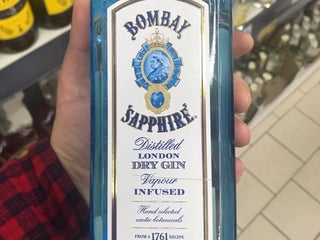 BOMBAY
SAPPHIRE®
Distilled
LONDON
DRY GIN
Vapour
INFUSED
Hand selected
exotic botanicals
FROM A 1761 RECIPE